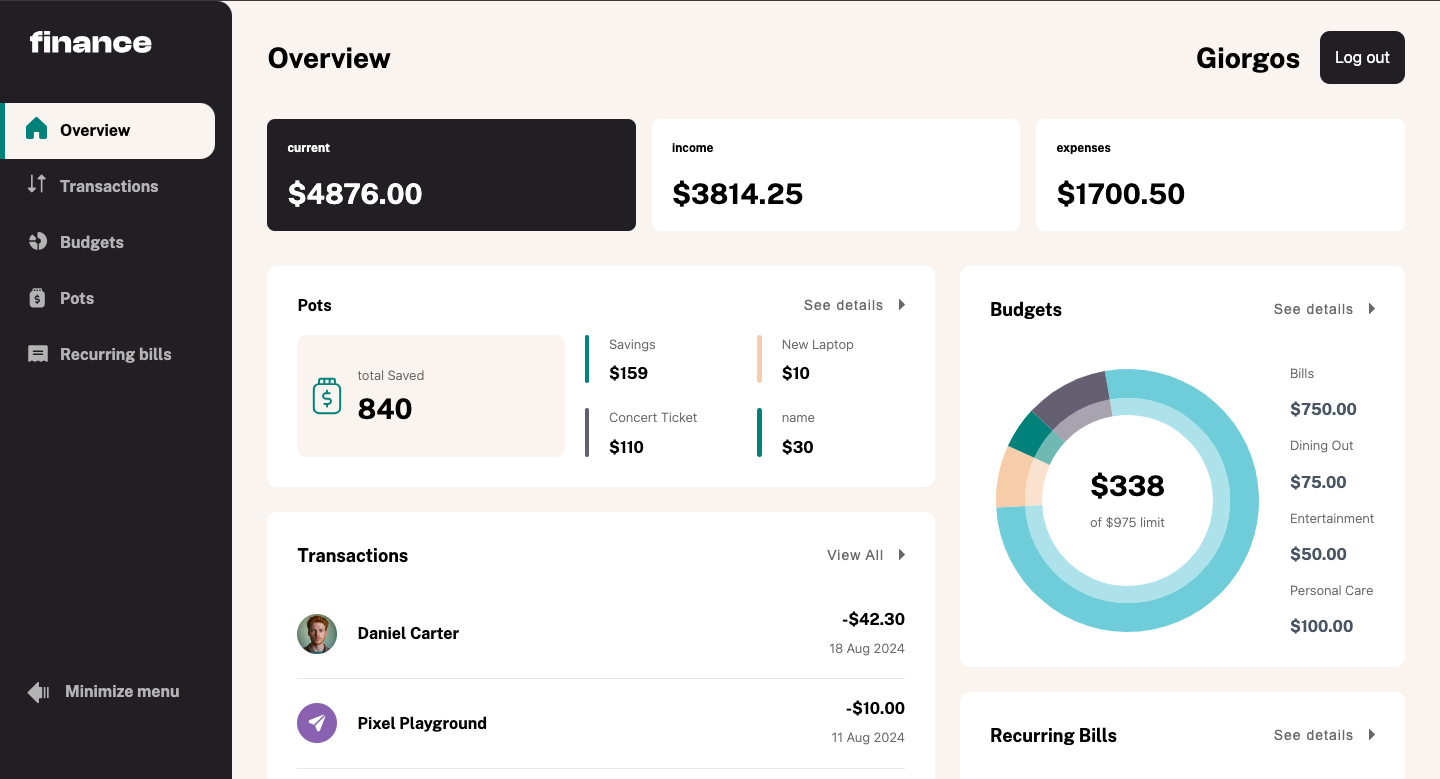 finance
Overview
Transactions
Budgets
Pots
Recurring bills
Minimize menu
Overview
Giorgos
Log out
current
$4876.00
income
$3814.25
expenses
$1700.50
Pots
See details
total Saved
840
Savings
$159
New Laptop
$10
Concert Ticket
$110
name
$30
Transactions
View All
Daniel Carter
-$42.30
18 Aug 2024
Pixel Playground
-$10.00
11 Aug 2024
Budgets
See details
$338
of $975 limit
Bills
$750.00
Dining Out
$75.00
Entertainment
$50.00
Personal Care
$100.00
Recurring Bills
See details